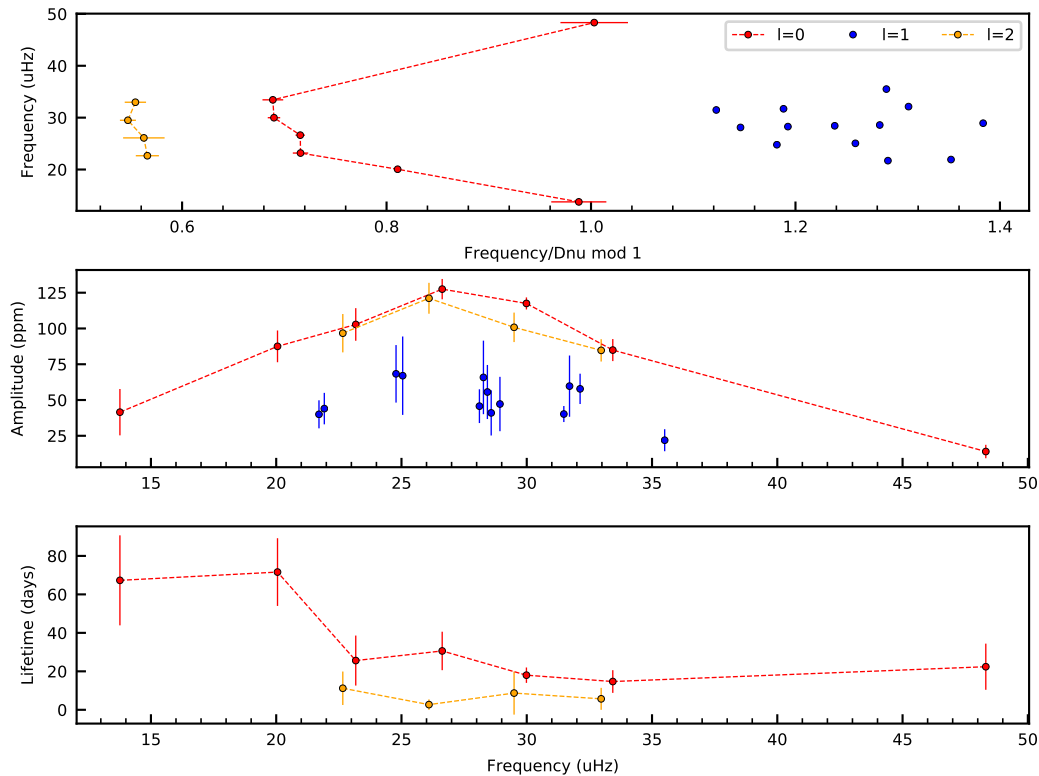 50
40
30
20
Frequency (uHz)
l=0 l=1 l=2
0.6 0.8 1.0 1.2 1.4
Frequency/Dnu mod 1
125
100
75
50
25
Amplitude (ppm)
15 20 25 30 35 40 45 50
80
60
40
20
0
Lifetime (days)
15 20 25 30 35 40 45 50
Frequency (uHz)